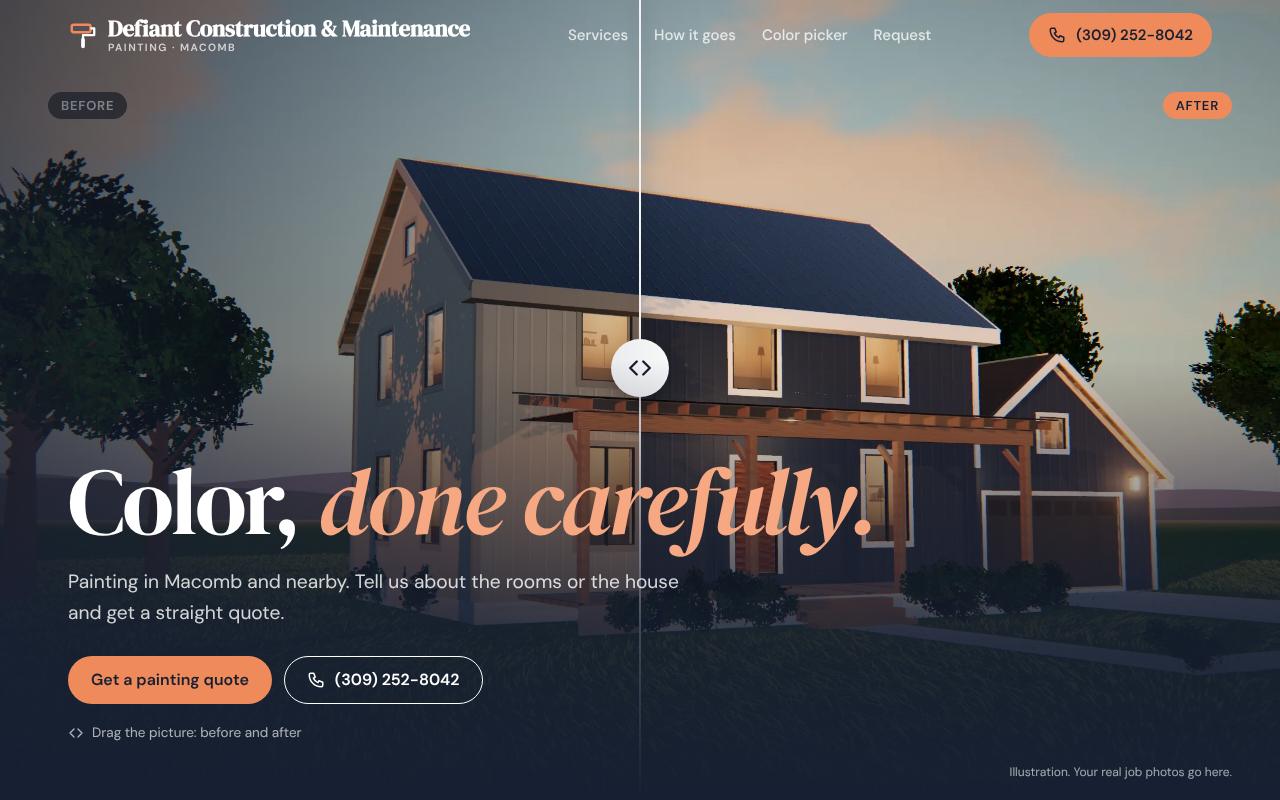 Defiant Construction & Maintenance
PAINTING · MACOMB
Services
How it goes
Color picker
Request
(309) 252-8042
BEFORE
AFTER
Color, done carefully.
Painting in Macomb and nearby. Tell us about the rooms or the house
and get a straight quote.
Get a painting quote
(309) 252-8042
Drag the picture: before and after
Illustration. Your real job photos go here.